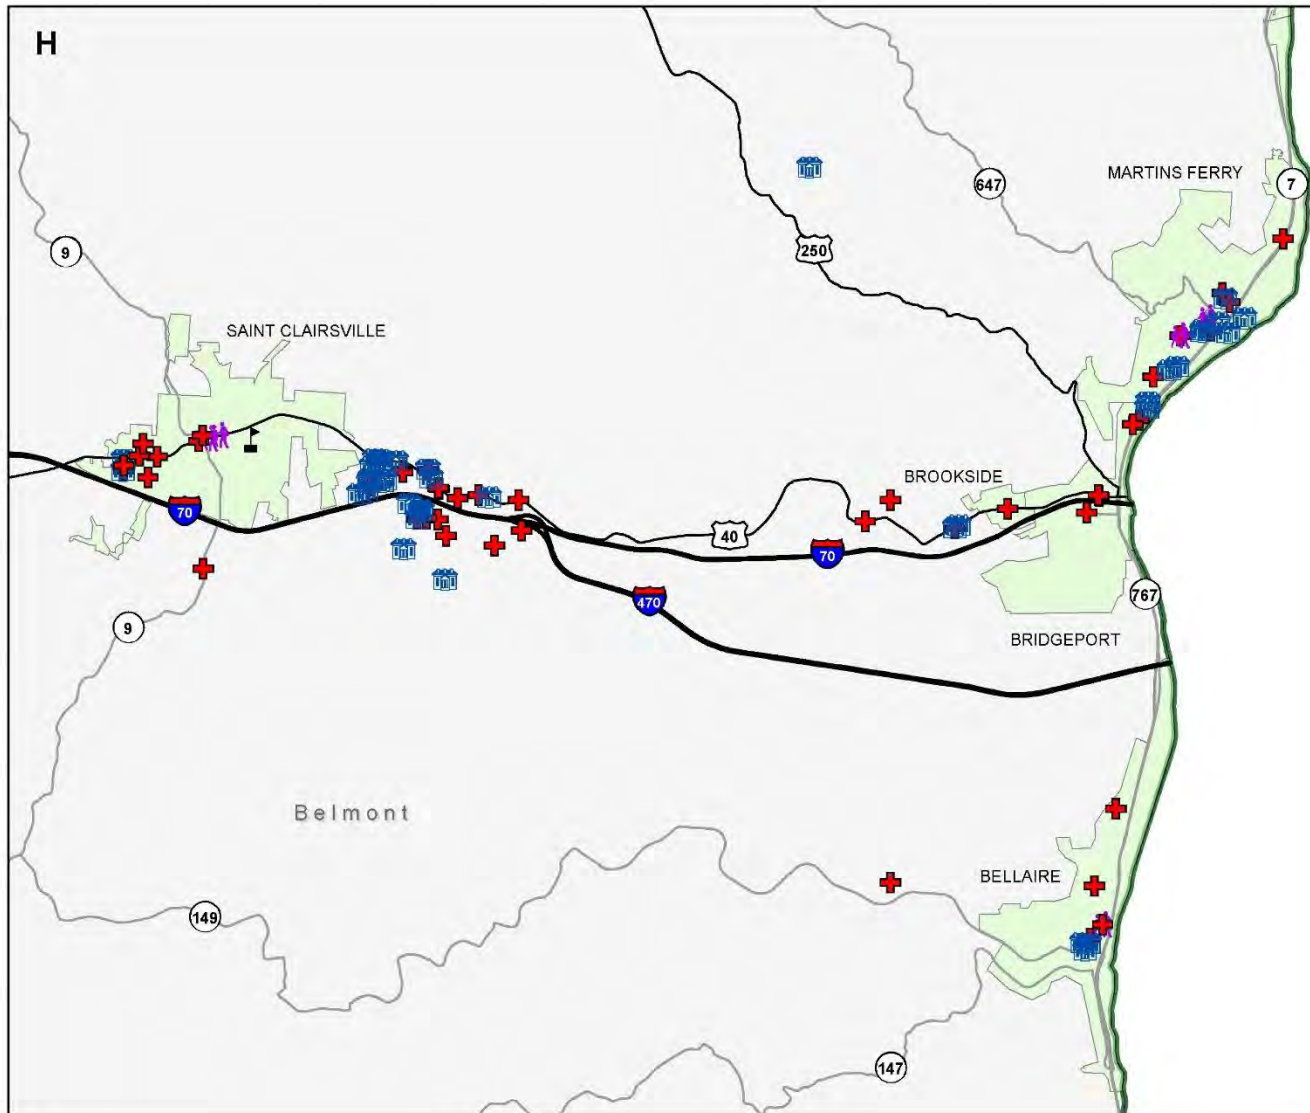 H
MARTINS FERRY
647
7
9
250
SAINT CLAIRSVILLE
BROOKSIDE
70
40
70
470
767
9
BRIDGEPORT
Belmont
BELLAIRE
149
147